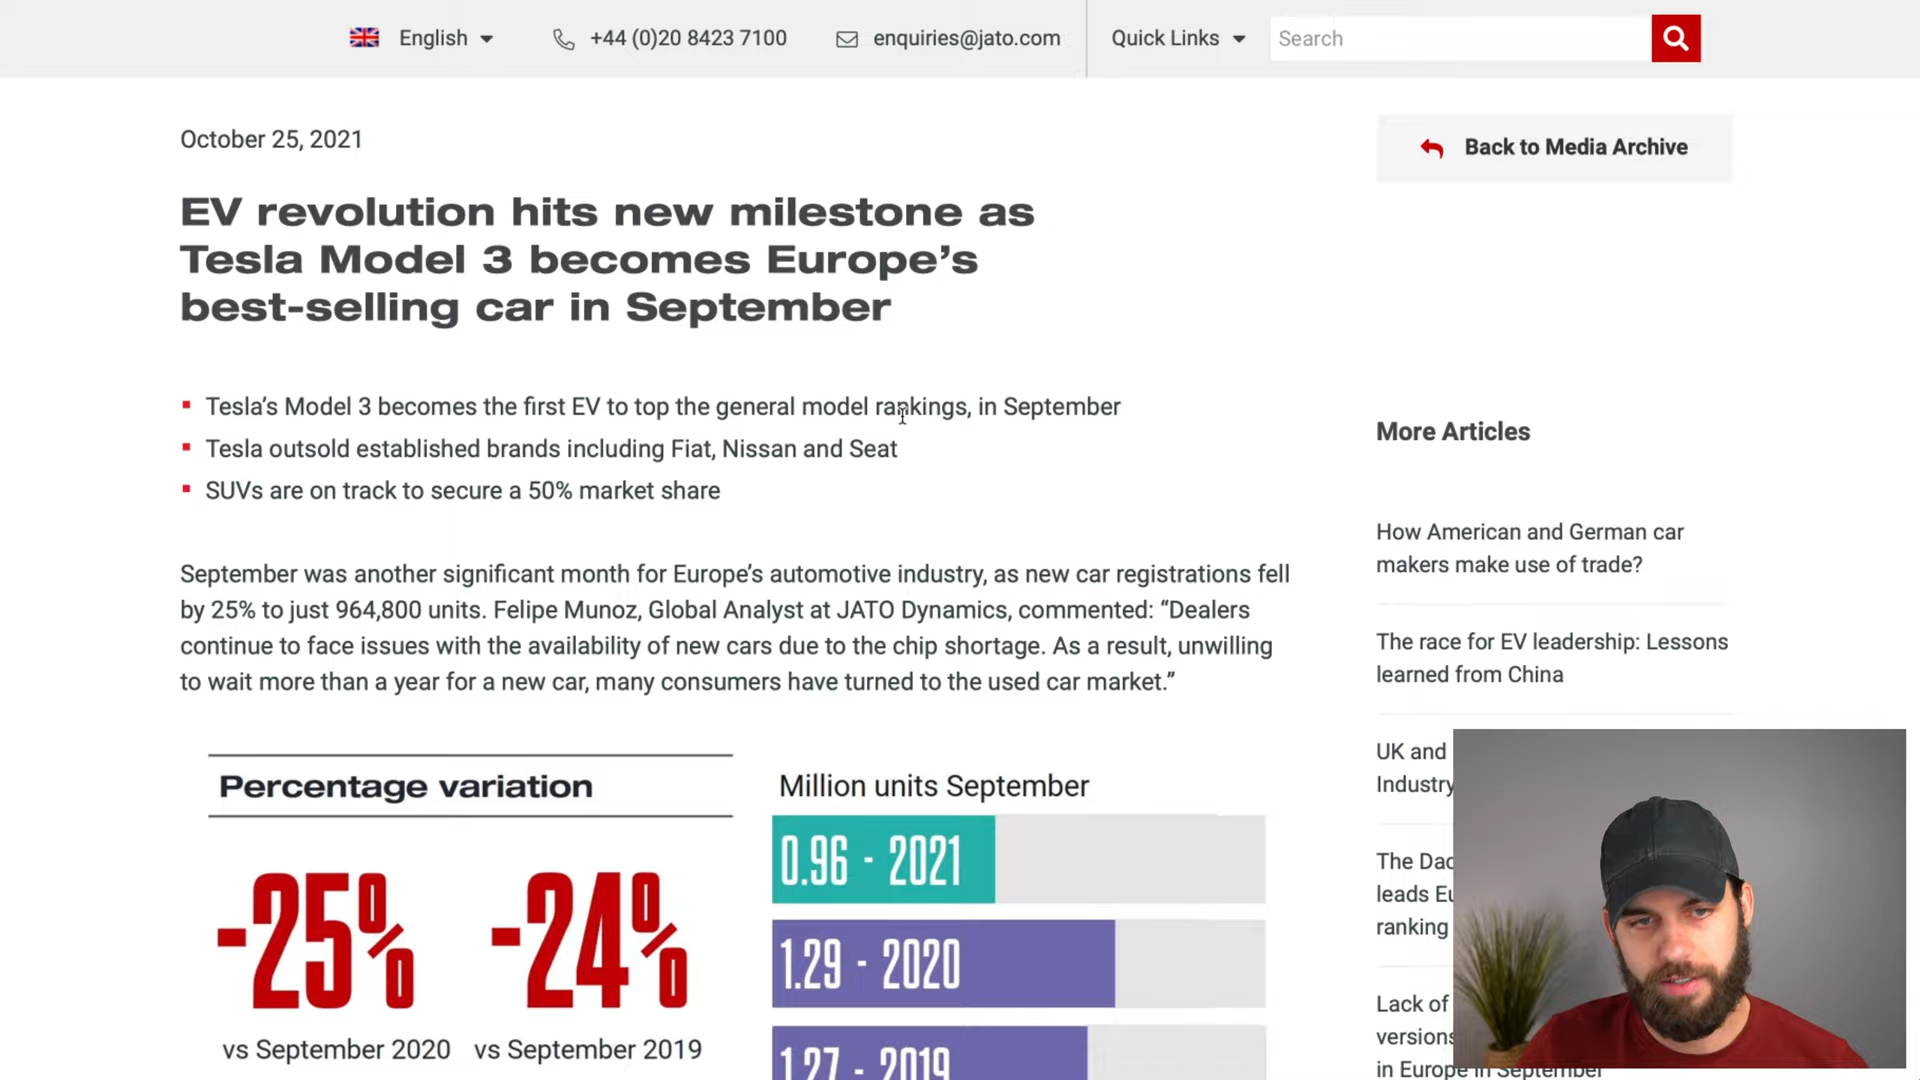 English
+44 (0)20 8423 7100
enquiries@jato.com
Quick Links
Search
October 25, 2021
Back to Media Archive
EV revolution hits new milestone as
Tesla Model 3 becomes Europe’s
best-selling car in September
Tesla’s Model 3 becomes the first EV to top the general model rankings, in September
Tesla outsold established brands including Fiat, Nissan and Seat
SUVs are on track to secure a 50% market share
September was another significant month for Europe’s automotive industry, as new car registrations fell
by 25% to just 964,800 units. Felipe Munoz, Global Analyst at JATO Dynamics, commented: “Dealers
continue to face issues with the availability of new cars due to the chip shortage. As a result, unwilling
to wait more than a year for a new car, many consumers have turned to the used car market.”
Percentage variation
-25%
vs September 2020
-24%
vs September 2019
Million units September
0.96 - 2021
1.29 - 2020
1.27 - 2019
More Articles
How American and German car
makers make use of trade?
The race for EV leadership: Lessons
learned from China
UK and
Industry
The Dac
leads Eu
ranking
Lack of
versions
in Europe in September